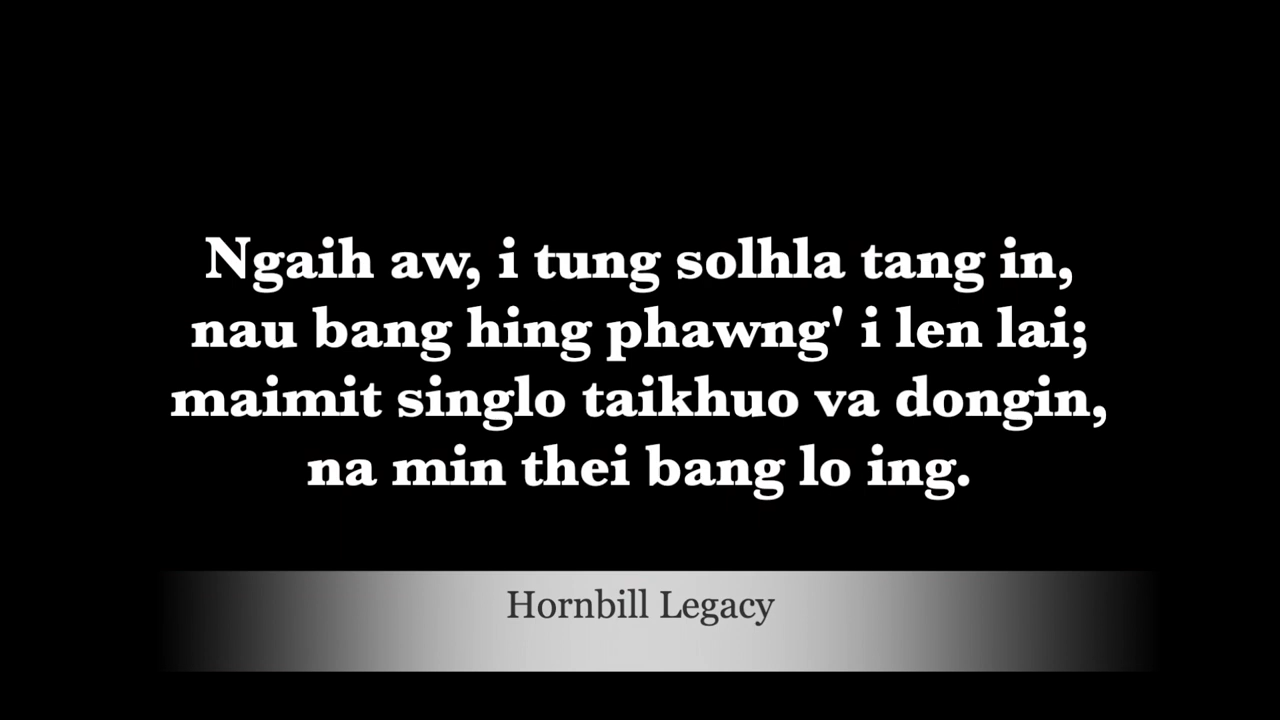 Ngaih aw, i tung solhla tang in,
nau bang hing phawng' i len lai;
maimit singlo taikhuo va dongin,
na min thei bang lo ing.
Hornbill Legacy